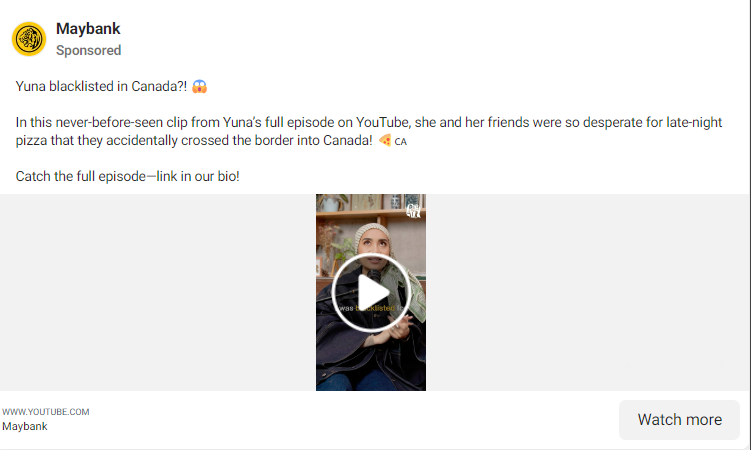 Maybank
Sponsored
Yuna blacklisted in Canada?! 😱
In this never-before-seen clip from Yuna’s full episode on YouTube, she and her friends were so desperate for late-night
pizza that they accidentally crossed the border into Canada! 🍕 CA
Catch the full episode—link in our bio!
was blacklisted
WWW.YOUTUBE.COM
Maybank
Watch more